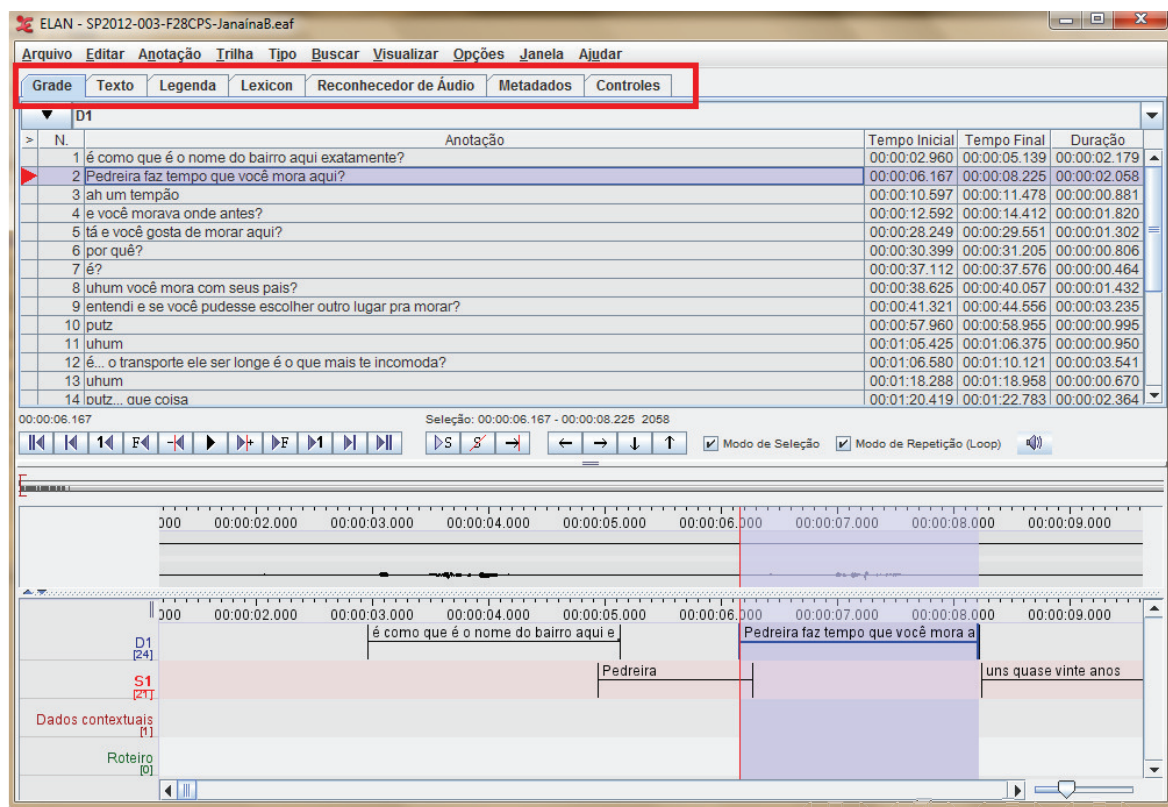 ELAN - SP2012-003-F28CPS-JanaínaB.eaf
Arquivo Editar Anotação Trilha Tipo Buscar Visualizar Opções Janela Ajudar
Grade Texto Legenda Lexicon Reconhecedor de Áudio Metadados Controles
D1
> N. Anotação Tempo Inicial Tempo Final Duração
1 é como que é o nome do bairro aqui exatamente? 00:00:02.960 00:00:05.139 00:00:02.179
2 Pedreira faz tempo que você mora aqui? 00:00:06.167 00:00:08.225 00:00:02.058
3 ah um tempão 00:00:10.597 00:00:11.478 00:00:00.881
4 e você morava onde antes? 00:00:12.592 00:00:14.412 00:00:01.820
5 tá e você gosta de morar aqui? 00:00:28.249 00:00:29.551 00:00:01.302
6 por quê? 00:00:30.399 00:00:31.205 00:00:00.806
7 é? 00:00:37.112 00:00:37.576 00:00:00.464
8 uhum você mora com seus pais? 00:00:38.625 00:00:40.057 00:00:01.432
9 entendi e se você pudesse escolher outro lugar pra morar? 00:00:41.321 00:00:44.556 00:00:03.235
10 putz 00:00:57.960 00:00:58.955 00:00:00.995
11 uhum 00:01:05.425 00:01:06.375 00:00:00.950
12 é... o transporte ele ser longe é o que mais te incomoda? 00:01:06.580 00:01:10.121 00:00:03.541
13 uhum 00:01:18.288 00:01:18.958 00:00:00.670
14 putz... que coisa 00:01:20.419 00:01:22.783 00:00:02.364
00:00:06.167 Seleção: 00:00:06.167 - 00:00:08.225 2058
1 F F 1 S S Modo de Seleção Modo de Repetição (Loop)
000 00:00:02.000 00:00:03.000 00:00:04.000 00:00:05.000 00:00:06.000 00:00:07.000 00:00:08.000 00:00:09.000
000 00:00:02.000 00:00:03.000 00:00:04.000 00:00:05.000 00:00:06.000 00:00:07.000 00:00:08.000 00:00:09.000
D1 é como que é o nome do bairro aqui e Pedreira faz tempo que você mora a
[24]
S1 Pedreira uns quase vinte anos
[21]
Dados contextuais
[1]
Roteiro
[0]